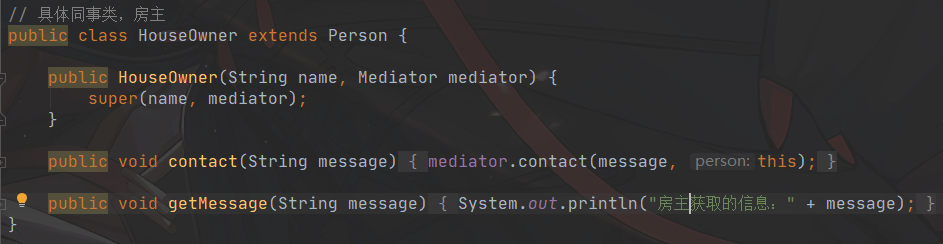 // 具体同事类，房主
public class HouseOwner extends Person {
public HouseOwner(String name, Mediator mediator) {
super(name, mediator);
}
public void contact(String message) { mediator.contact(message, person: this); }
public void getMessage(String message) { System.out.println("房主获取的信息：" + message); }
}